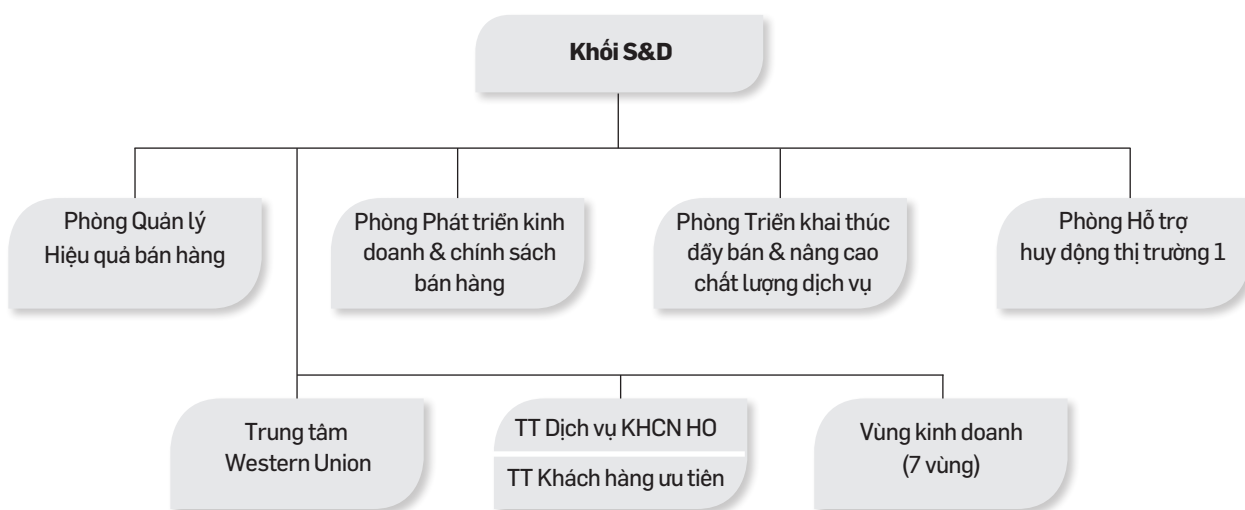 Khối S&D
Phòng Quản lý
Hiệu quả bán hàng
Phòng Phát triển kinh
doanh & chính sách
bán hàng
Phòng Triển khai thúc
đẩy bán & nâng cao
chất lượng dịch vụ
Phòng Hỗ trợ
huy động thị trường 1
Trung tâm
Western Union
TT Dịch vụ KHCN HO
TT Khách hàng ưu tiên
Vùng kinh doanh
(7 vùng)